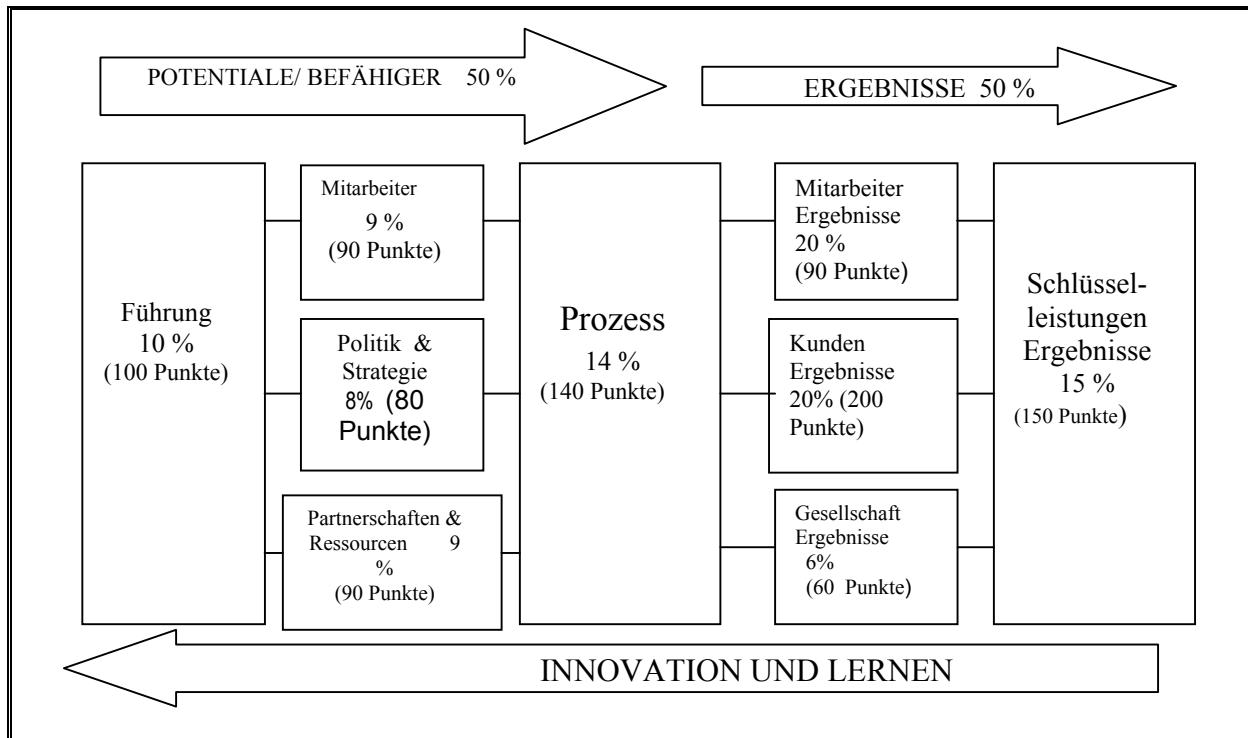 POTENTIALE/ BEFÄHIGER 50 %
ERGEBNISSE 50 %
Führung
10 %
(100 Punkte)
Mitarbeiter
9 %
(90 Punkte)
Politik &
Strategie
8% (80
Punkte)
Partnerschaften &
Ressourcen 9
%
(90 Punkte)
Prozess
14 %
(140 Punkte)
Mitarbeiter
Ergebnisse
20 %
(90 Punkte)
Kunden
Ergebnisse
20% (200
Punkte)
Gesellschaft
Ergebnisse
6%
(60 Punkte)
Schlüssel-
leistungen
Ergebnisse
15 %
(150 Punkte)
INNOVATION UND LERNEN